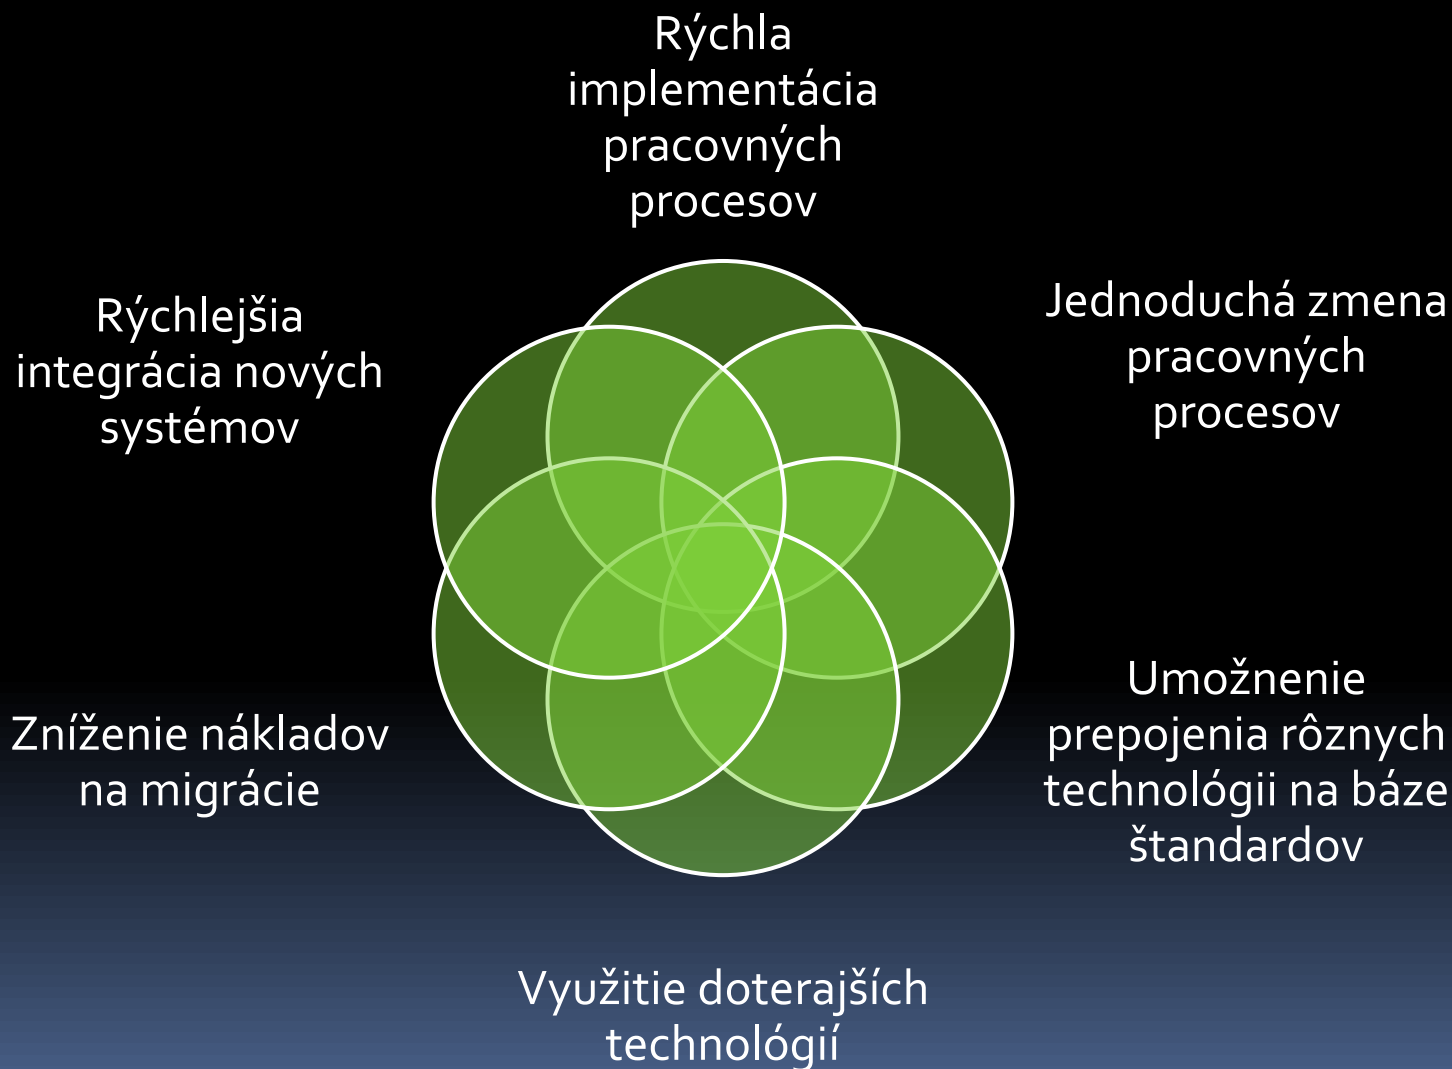 Rýchla
implementácia
pracovných
procesov
Jednoduchá zmena
pracovných
procesov
Umožnenie
prepojenia rôznych
technológii na báze
štandardov
Využitie doterajších
technológií
Zníženie nákladov
na migrácie
Rýchlejšia
integrácia nových
systémov